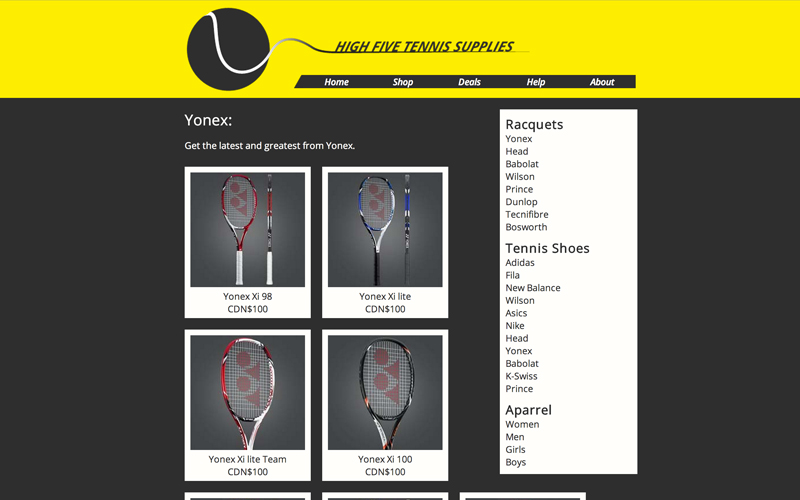 HIGH FIVE TENNIS SUPPLIES
Home Shop Deals Help About
Yonex:
Get the latest and greatest from Yonex.
Yonex Xi 98
CDN$100
Yonex Xi lite
CDN$100
Yonex Xi lite Team
CDN$100
Yonex Xi 100
CDN$100
Racquets
Yonex
Head
Babolat
Wilson
Prince
Dunlop
Tecnifibre
Bosworth
Tennis Shoes
Adidas
Fila
New Balance
Wilson
Asics
Nike
Head
Yonex
Babolat
K-Swiss
Prince
Apparrel
Women
Men
Girls
Boys